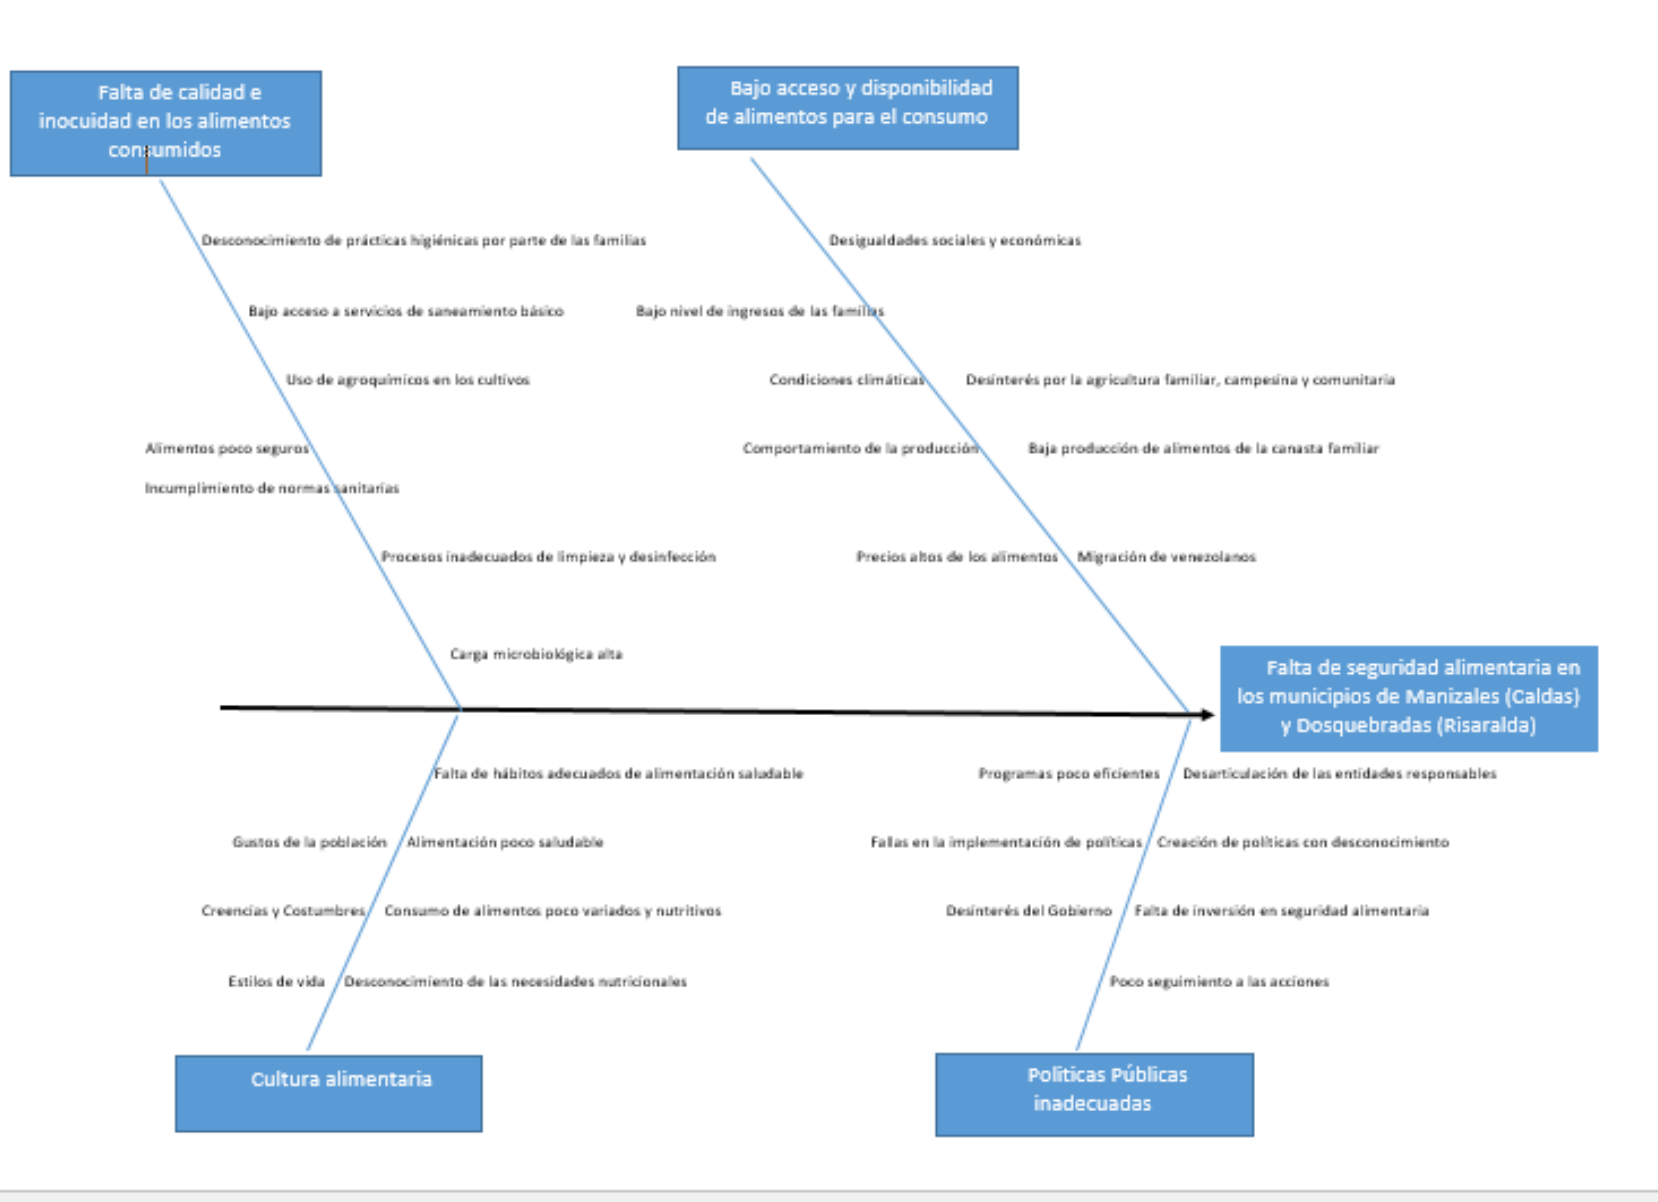 Falta de calidad e
inocuidad en los alimentos
consumidos
Bajo acceso y disponibilidad
de alimentos para el consumo
Desconocimiento de prácticas higiénicas por parte de las familias
Desigualdades sociales y económicas
Bajo acceso a servicios de saneamiento básico
Bajo nivel de ingresos de las familias
Uso de agroquímicos en los cultivos
Condiciones climáticas
Desinterés por la agricultura familiar, campesina y comunitaria
Alimentos poco seguros
Comportamiento de la producción
Baja producción de alimentos de la canasta familiar
Incumplimiento de normas sanitarias
Procesos inadecuados de limpieza y desinfección
Precios altos de los alimentos
Migración de venezolanos
Carga microbiológica alta
Falta de seguridad alimentaria en
los municipios de Manizales (Caldas)
y Dosquebradas (Risaralda)
Falta de hábitos adecuados de alimentación saludable
Programas poco eficientes
Desarticulación de las entidades responsables
Gustos de la población
Alimentación poco saludable
Fallas en la implementación de políticas
Creación de políticas con desconocimiento
Creencias y Costumbres
Consumo de alimentos poco variados y nutritivos
Desinterés del Gobierno
Falta de inversión en seguridad alimentaria
Estilos de vida
Desconocimiento de las necesidades nutricionales
Poco seguimiento a las acciones
Cultura alimentaria
Políticas Públicas
inadecuadas